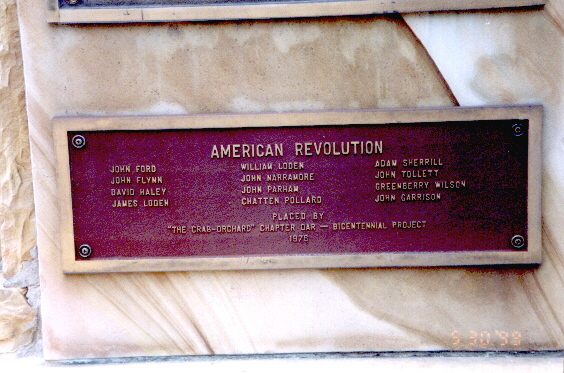 AMERICAN REVOLUTION
JOHN FORD
JOHN FLYNN
DAVID HALEY
JAMES LODEN
WILLIAM LODEN
JOHN NARRAMORE
JOHN PARHAM
CHATTEN POLLARD
ADAM SHERRILL
JOHN TOLLETT
GREENBERRY WILSON
JOHN GARRISON
PLACED BY
"THE CRAB-ORCHARD" CHAPTER DAR — BICENTENNIAL PROJECT
1976
5 30 '99